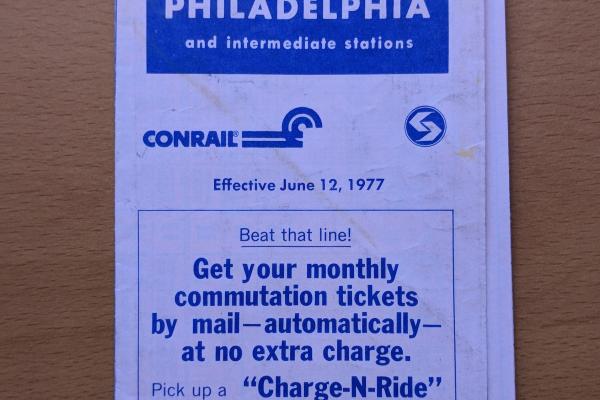 PHILADELPHIA
and intermediate stations
CONRAIL®
Effective June 12, 1977
Beat that line!
Get your monthly
commutation tickets
by mail—automatically—
at no extra charge.
Pick up a "Charge-N-Ride"